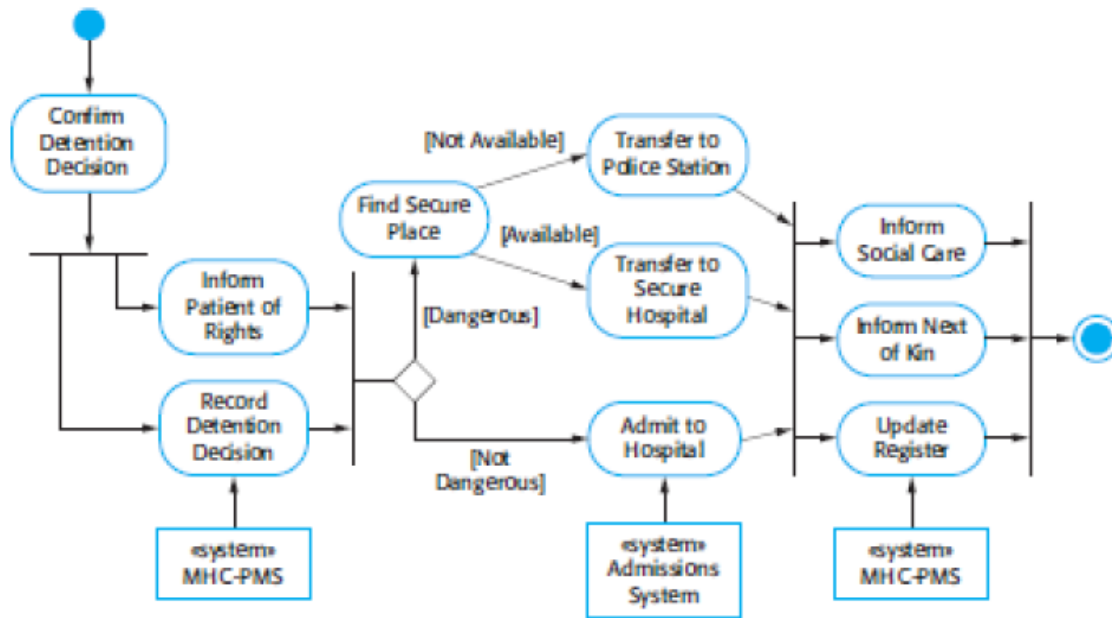 Confirm
Detention
Decision
Inform
Patient of
Rights
Record
Detention
Decision
«system»
MHC-PMS
Find Secure
Place
[Dangerous]
[Not
Dangerous]
[Not Available]
[Available]
Transfer to
Police Station
Transfer to
Secure
Hospital
Admit to
Hospital
«system»
Admissions
System
Inform
Social Care
Inform Next
of Kin
Update
Register
«system»
MHC-PMS